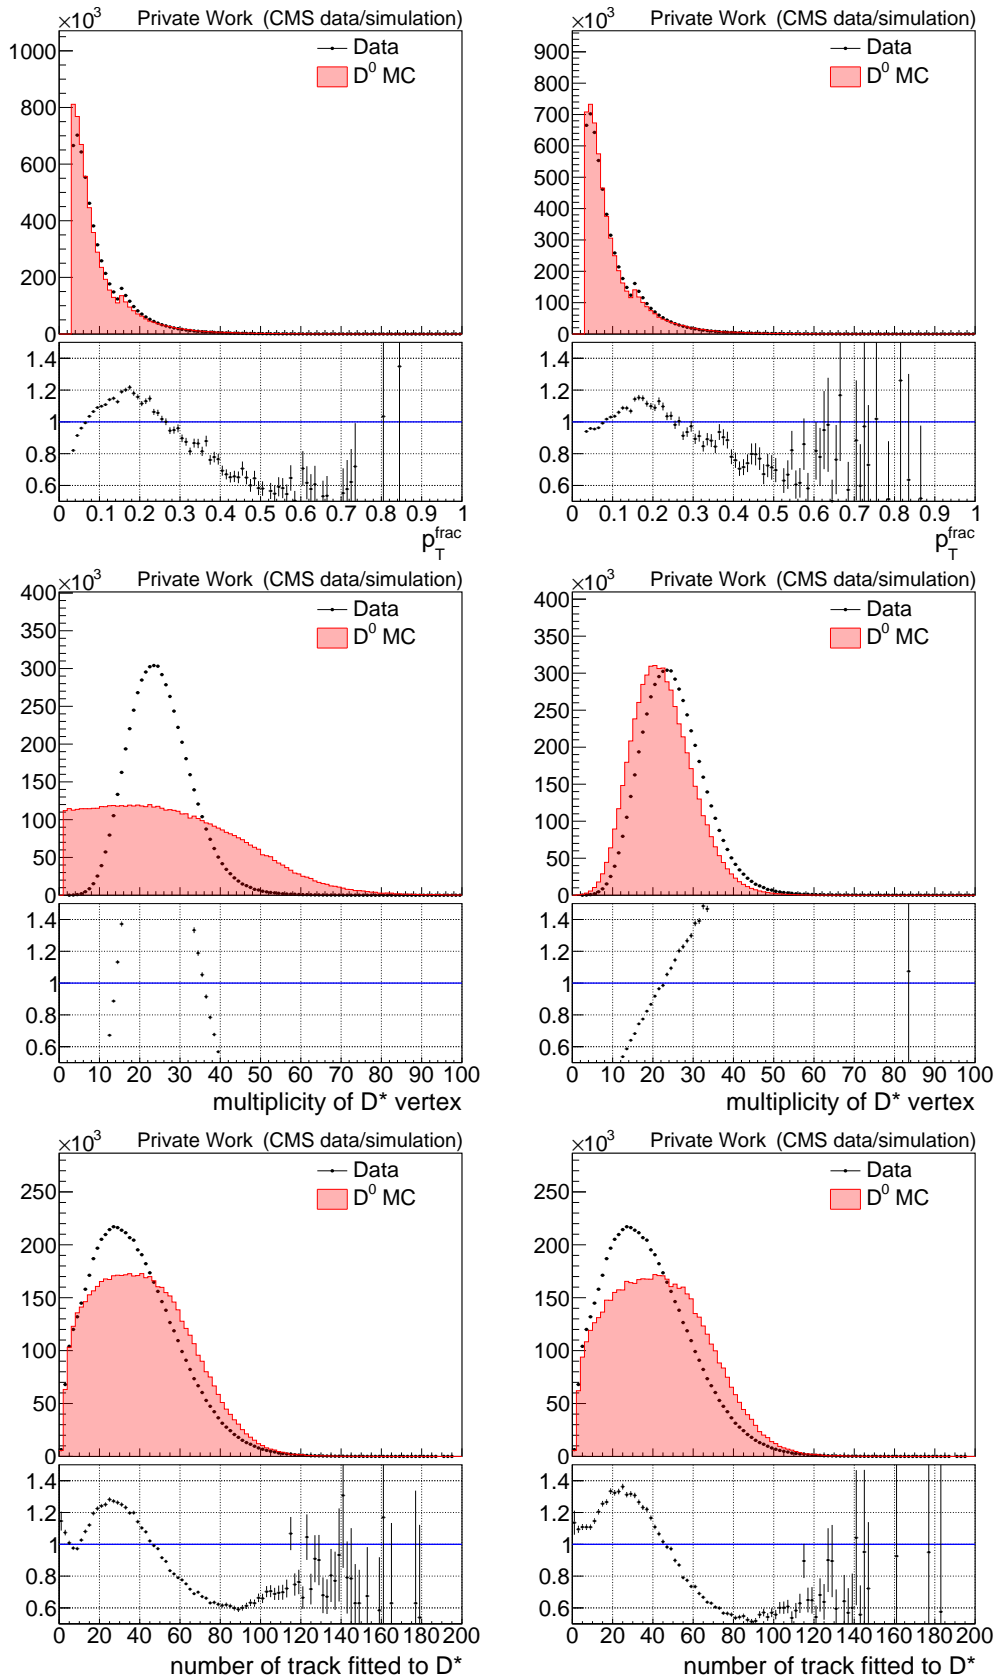 ×10³ Private Work (CMS data/simulation)
1000
800
600
400
200
0
Data
D⁰ MC
1.4
1.2
1
0.8
0.6
0 0.1 0.2 0.3 0.4 0.5 0.6 0.7 0.8 0.9 1
p_T^frac
×10³ Private Work (CMS data/simulation)
900
800
700
600
500
400
300
200
100
0
Data
D⁰ MC
1.4
1.2
1
0.8
0.6
0 0.1 0.2 0.3 0.4 0.5 0.6 0.7 0.8 0.9 1
p_T^frac
×10³ Private Work (CMS data/simulation)
400
350
300
250
200
150
100
50
0
Data
D⁰ MC
1.4
1.2
1
0.8
0.6
0 10 20 30 40 50 60 70 80 90 100
multiplicity of D* vertex
×10³ Private Work (CMS data/simulation)
400
350
300
250
200
150
100
50
0
Data
D⁰ MC
1.4
1.2
1
0.8
0.6
0 10 20 30 40 50 60 70 80 90 100
multiplicity of D* vertex
×10³ Private Work (CMS data/simulation)
250
200
150
100
50
0
Data
D⁰ MC
1.4
1.2
1
0.8
0.6
0 20 40 60 80 100 120 140 160 180 200
number of track fitted to D*
×10³ Private Work (CMS data/simulation)
250
200
150
100
50
0
Data
D⁰ MC
1.4
1.2
1
0.8
0.6
0 20 40 60 80 100 120 140 160 180 200
number of track fitted to D*